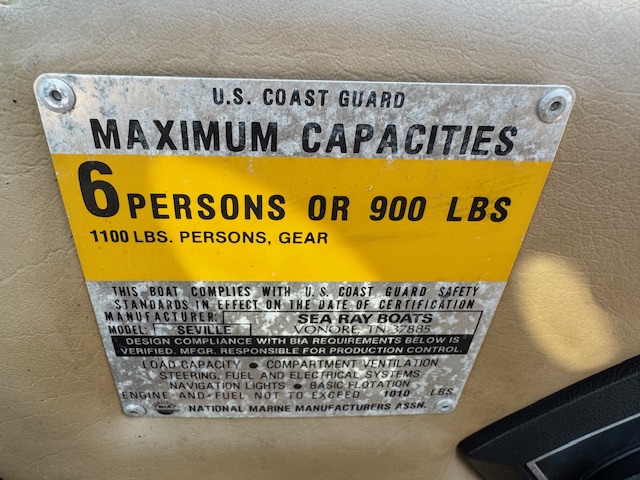 U.S. COAST GUARD
MAXIMUM CAPACITIES
6 PERSONS OR 900 LBS
1100 LBS. PERSONS, GEAR
THIS BOAT COMPLIES WITH U.S. COAST GUARD SAFETY
STANDARDS IN EFFECT ON THE DATE OF CERTIFICATION
MANUFACTURER: SEA RAY BOATS
MODEL: SEVILLE VONORE, TN 37885
DESIGN COMPLIANCE WITH BIA REQUIREMENTS BELOW IS
VERIFIED. MFGR. RESPONSIBLE FOR PRODUCTION CONTROL.
LOAD CAPACITY • COMPARTMENT VENTILATION
STEERING, FUEL AND ELECTRICAL SYSTEMS
NAVIGATION LIGHTS • BASIC FLOTATION
ENGINE AND FUEL NOT TO EXCEED 1010 LBS
NATIONAL MARINE MANUFACTURERS ASSN.